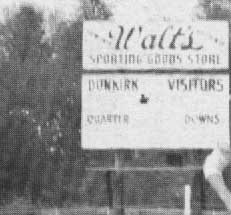 Walt's
SPORTING GOODS STORE
DUNKIRK VISITORS
QUARTER DOWNS